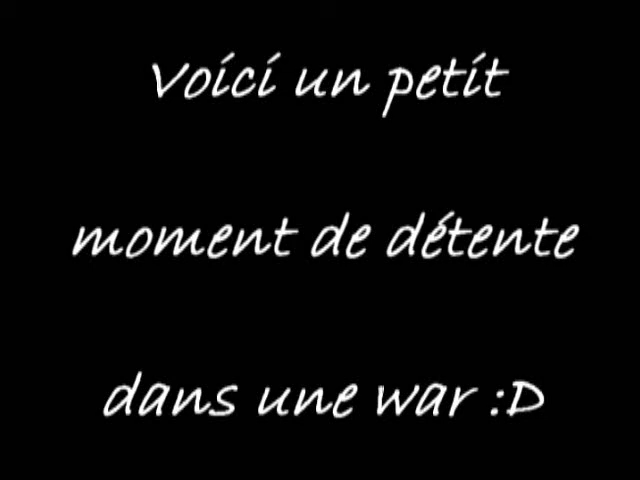 Voici un petit
moment de détente
dans une war :D